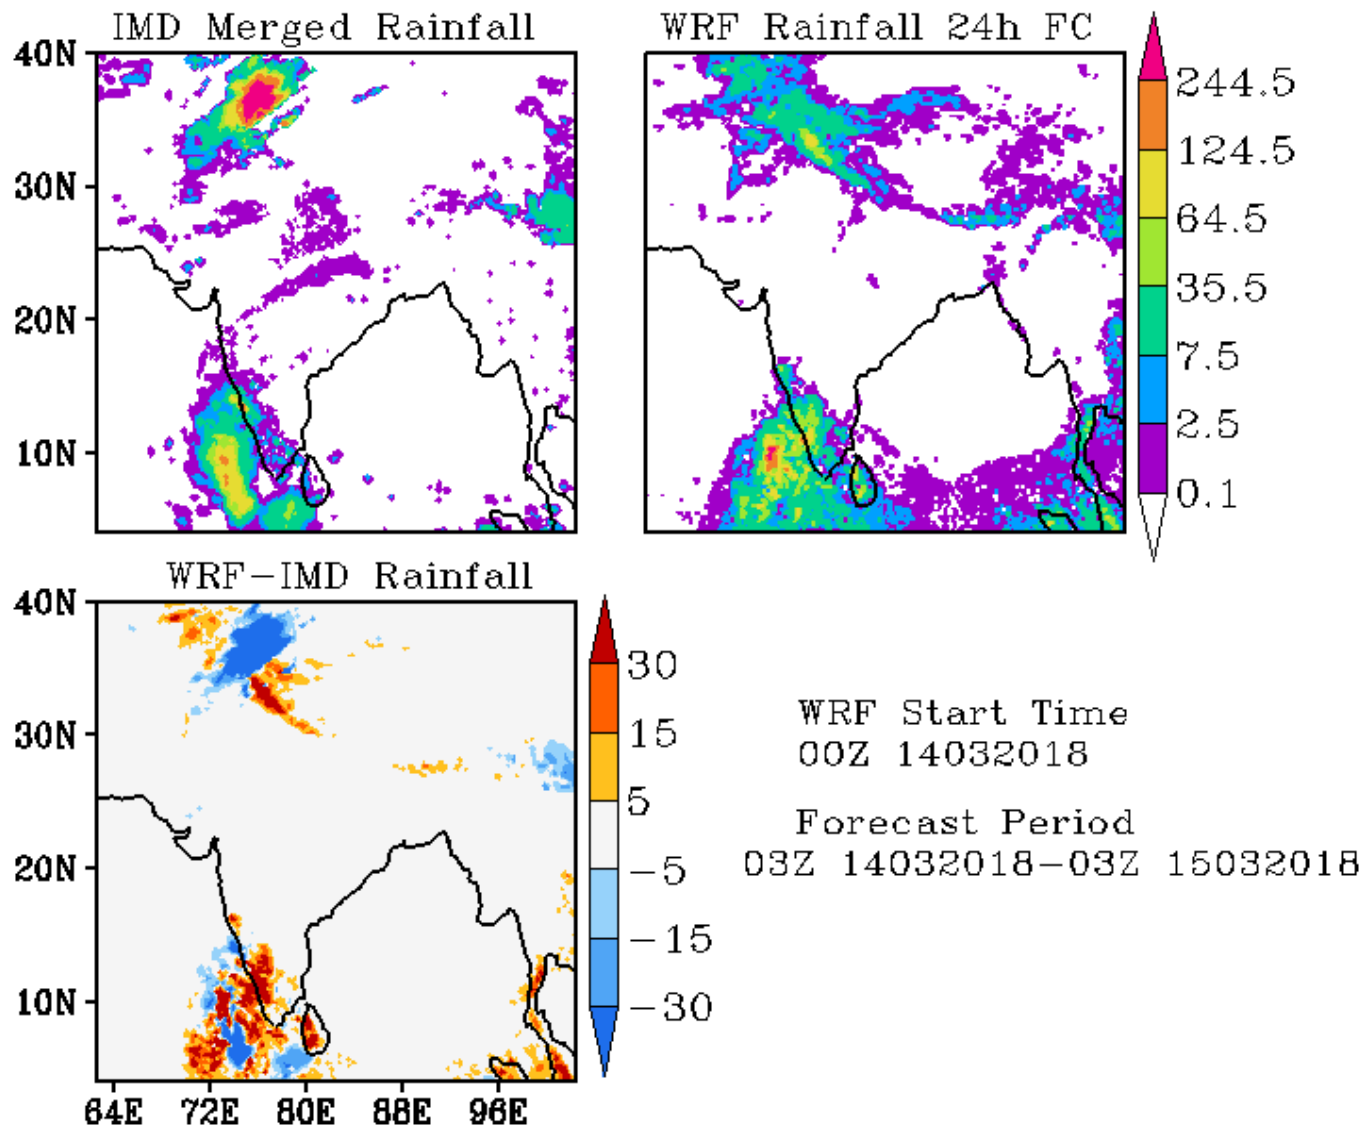 IMD Merged Rainfall
WRF Rainfall 24h FC
40N
30N
20N
10N
244.5
124.5
64.5
35.5
7.5
2.5
0.1
WRF-IMD Rainfall
40N
30N
20N
10N
64E 72E 80E 88E 96E
30
15
5
-5
-15
-30
WRF Start Time
00Z 14032018
Forecast Period
03Z 14032018-03Z 15032018